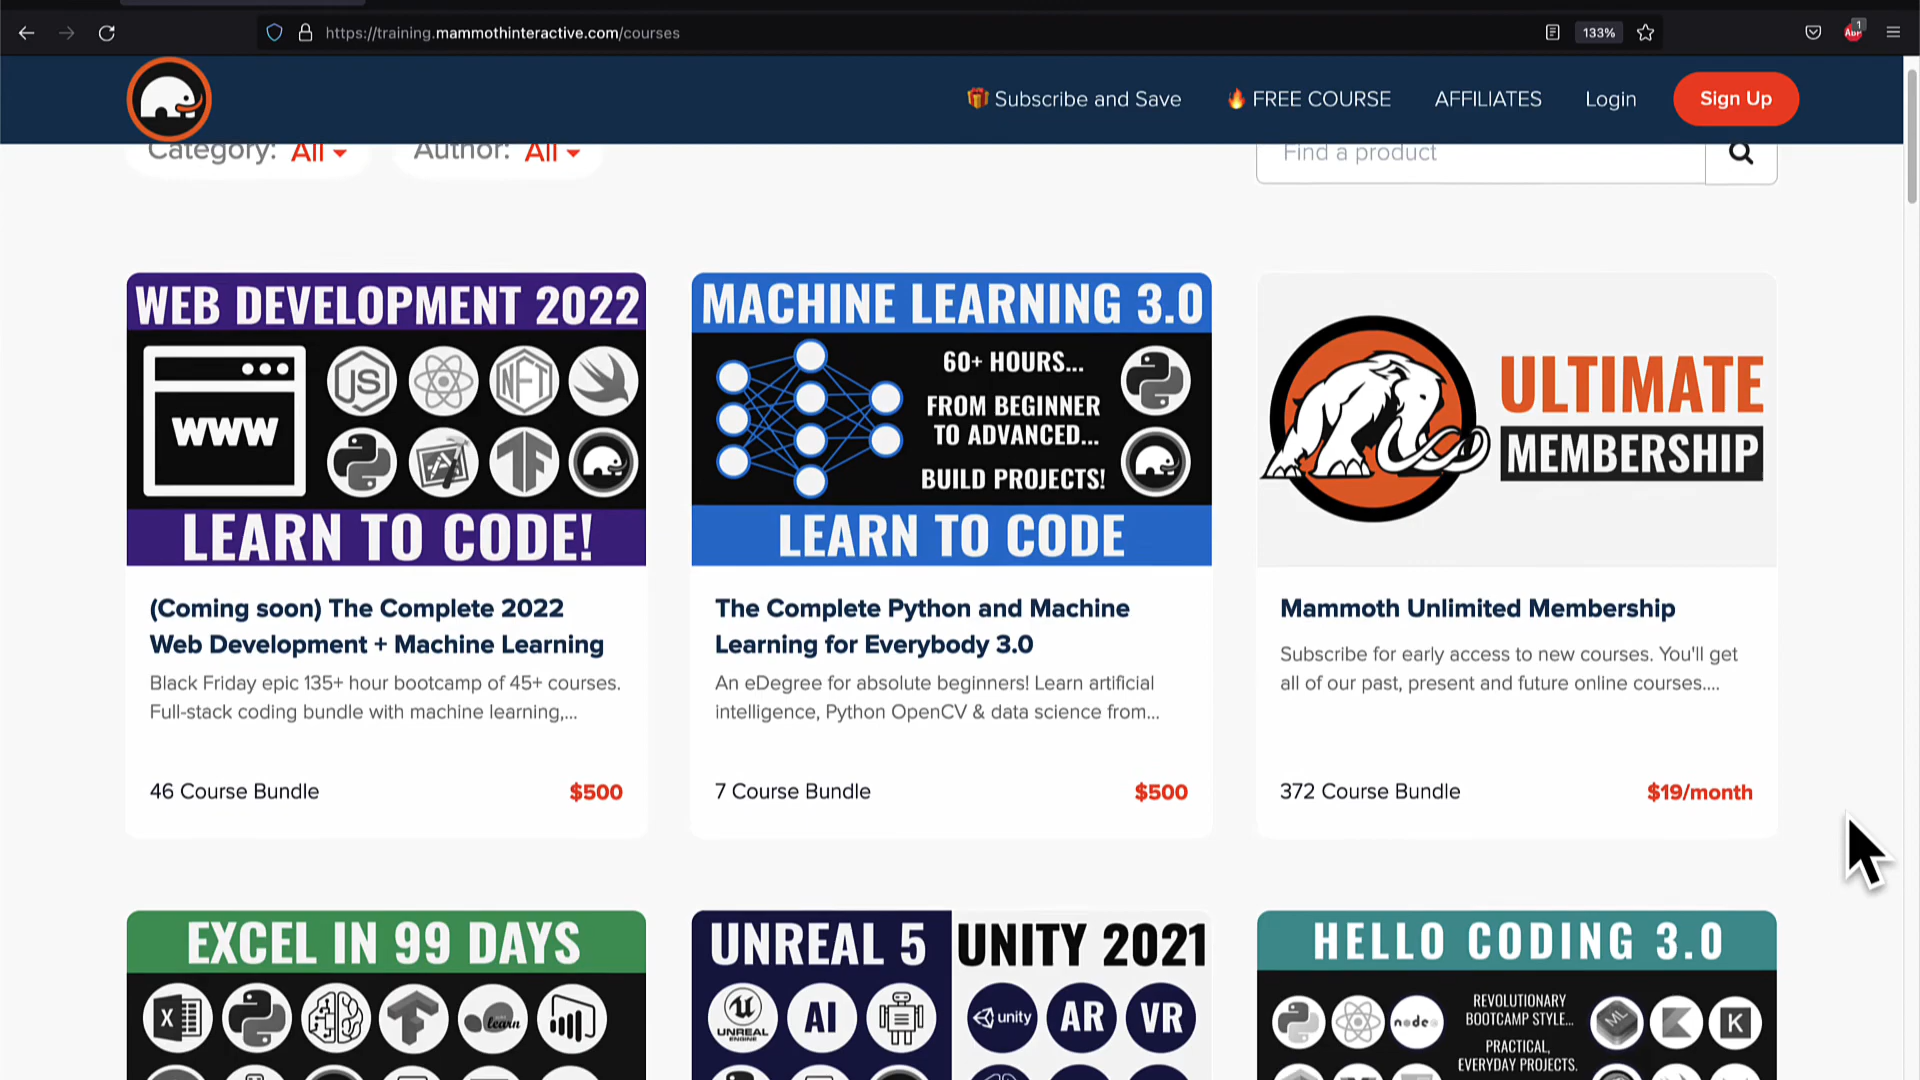 https://training.mammothinteractive.com/courses
133%
1
ABP
🎁 Subscribe and Save
🔥 FREE COURSE
AFFILIATES
Login
Sign Up
Category: All
Author: All
Find a product
WEB DEVELOPMENT 2022
WWW
JS
NFT
LEARN TO CODE!
(Coming soon) The Complete 2022
Web Development + Machine Learning
Black Friday epic 135+ hour bootcamp of 45+ courses.
Full-stack coding bundle with machine learning,...
46 Course Bundle
$500
MACHINE LEARNING 3.0
60+ HOURS...
FROM BEGINNER
TO ADVANCED...
BUILD PROJECTS!
LEARN TO CODE
The Complete Python and Machine
Learning for Everybody 3.0
An eDegree for absolute beginners! Learn artificial
intelligence, Python OpenCV & data science from...
7 Course Bundle
$500
ULTIMATE
MEMBERSHIP
Mammoth Unlimited Membership
Subscribe for early access to new courses. You'll get
all of our past, present and future online courses....
372 Course Bundle
$19/month
EXCEL IN 99 DAYS
X
learn
UNREAL 5
UNREAL
ENGINE
AI
UNITY 2021
unity
AR
VR
HELLO CODING 3.0
node
REVOLUTIONARY
BOOTCAMP STYLE...
PRACTICAL,
EVERYDAY PROJECTS.
ML
K